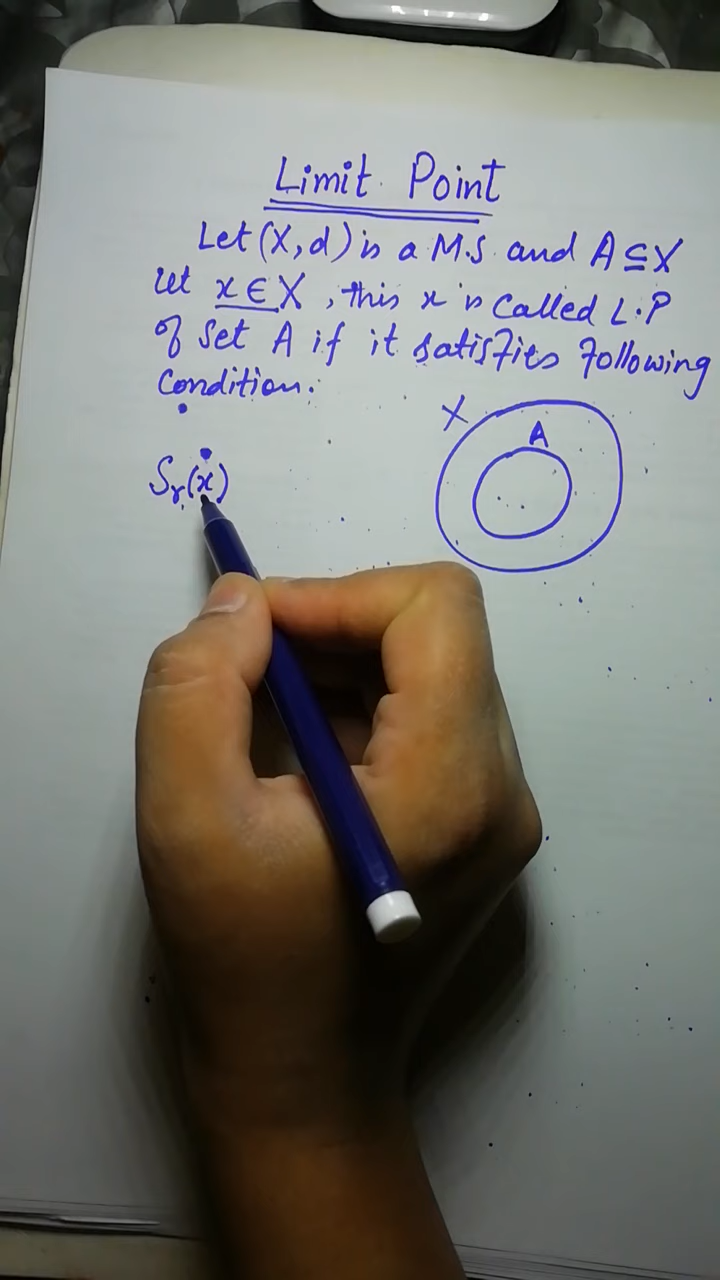 Limit Point
Let (X,d) is a M.S. and A ⊆ X
Let x ∈ X, this x is called L.P
of set A if it satisfies following
Condition.
X
A
Sr(x)